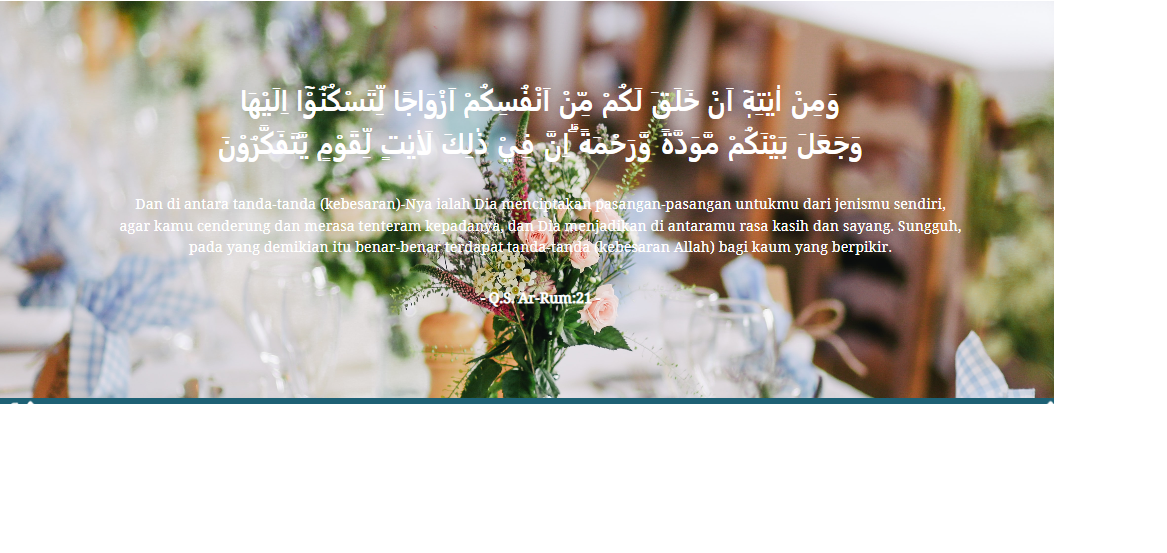 وَمِنْ اٰيٰتِهٖٓ اَنْ خَلَقَ لَكُمْ مِّنْ اَنْفُسِكُمْ اَزْوَاجًا لِّتَسْكُنُوْٓا اِلَيْهَا
وَجَعَلَ بَيْنَكُمْ مَّوَدَّةً وَّرَحْمَةً ۗاِنَّ فِيْ ذٰلِكَ لَاٰيٰتٍ لِّقَوْمٍ يَّتَفَكَّرُوْنَ
Dan di antara tanda-tanda (kebesaran)-Nya ialah Dia menciptakan pasangan-pasangan untukmu dari jenismu sendiri,
agar kamu cenderung dan merasa tenteram kepadanya, dan Dia menjadikan di antaramu rasa kasih dan sayang. Sungguh,
pada yang demikian itu benar-benar terdapat tanda-tanda (kebesaran Allah) bagi kaum yang berpikir.
- Q.S. Ar-Rum:21 -